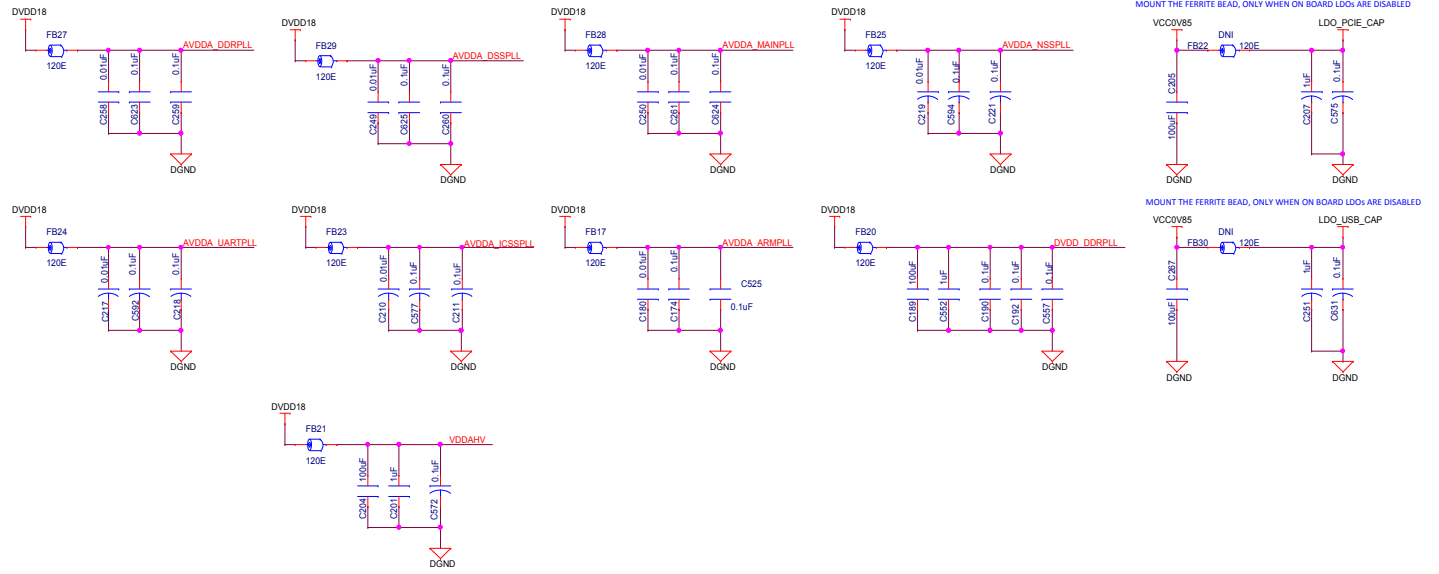 MOUNT THE FERRITE BEAD, ONLY WHEN ON BOARD LDOs ARE DISABLED
DVDD18
FB27
120E
AVDDA_DDRPLL
0.01uF
0.1uF
0.1uF
C258
C623
C259
DGND
DVDD18
FB29
120E
AVDDA_DSSPLL
0.01uF
0.1uF
0.1uF
C249
C625
C260
DGND
DVDD18
FB28
120E
AVDDA_MAINPLL
0.01uF
0.1uF
0.1uF
C250
C261
C624
DGND
DVDD18
FB25
120E
AVDDA_NSSPLL
0.01uF
0.1uF
0.1uF
C219
C594
C221
DGND
VCC0V85
LDO_PCIE_CAP
DNI
FB22
120E
C205
100uF
1uF
0.1uF
C207
C575
DGND
DGND
MOUNT THE FERRITE BEAD, ONLY WHEN ON BOARD LDOs ARE DISABLED
DVDD18
FB24
120E
AVDDA_UARTPLL
0.01uF
0.1uF
0.1uF
C217
C592
C218
DGND
DVDD18
FB23
120E
AVDDA_ICSSPLL
0.01uF
0.1uF
0.1uF
C210
C577
C211
DGND
DVDD18
FB17
120E
AVDDA_ARMPLL
0.01uF
0.1uF
C525
0.1uF
C180
C174
DGND
DVDD18
FB20
120E
DVDD_DDRPLL
100uF
1uF
0.1uF
0.1uF
0.1uF
C189
C552
C190
C192
C557
DGND
VCC0V85
LDO_USB_CAP
DNI
FB30
120E
C267
100uF
1uF
0.1uF
C251
C631
DGND
DGND
DVDD18
FB21
120E
VDDAHV
100uF
1uF
0.1uF
C204
C201
C572
DGND